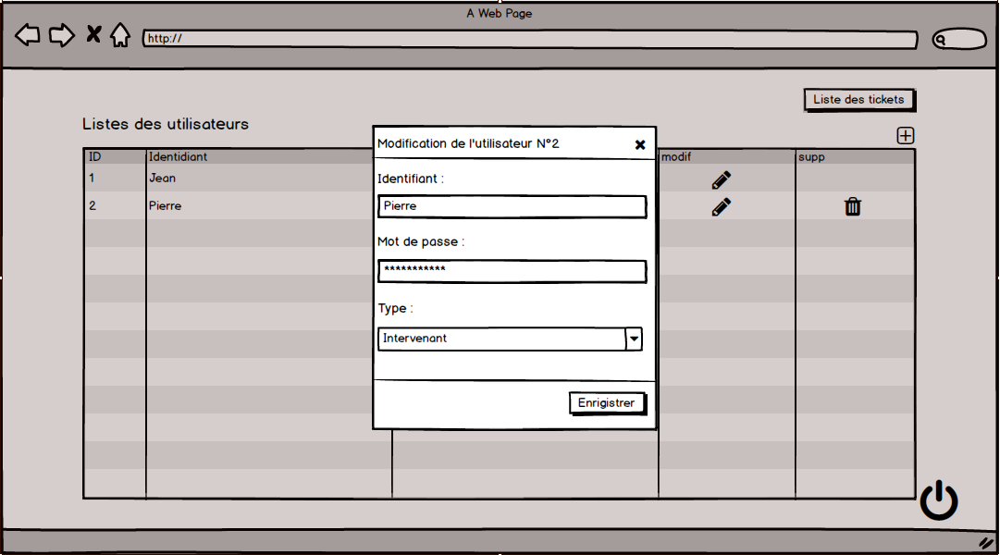 A Web Page
http://
Liste des tickets
Listes des utilisateurs
ID Identidiant modif supp
1 Jean
2 Pierre
Modification de l'utilisateur N°2
Identifiant :
Pierre
Mot de passe :
***********
Type :
Intervenant
Enrigistrer